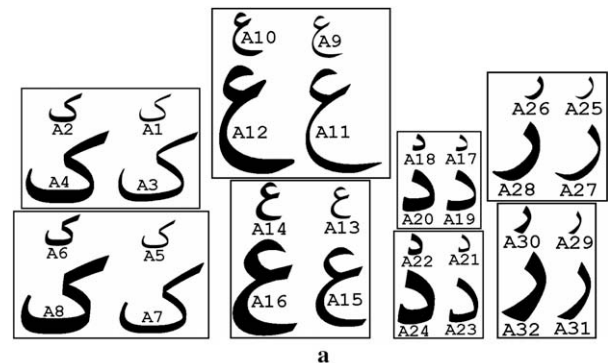 ک ک
A2 A1
ک ک
A4 A3
ک ک
A6 A5
ک ک
A8 A7
ع ع
A10 A9
ع ع
A12 A11
ع ع
A14 A13
ع ع
A16 A15
د د
A18 A17
د د
A20 A19
د د
A22 A21
د د
A24 A23
ر ر
A26 A25
ر ر
A28 A27
ر ر
A30 A29
ر ر
A32 A31
a